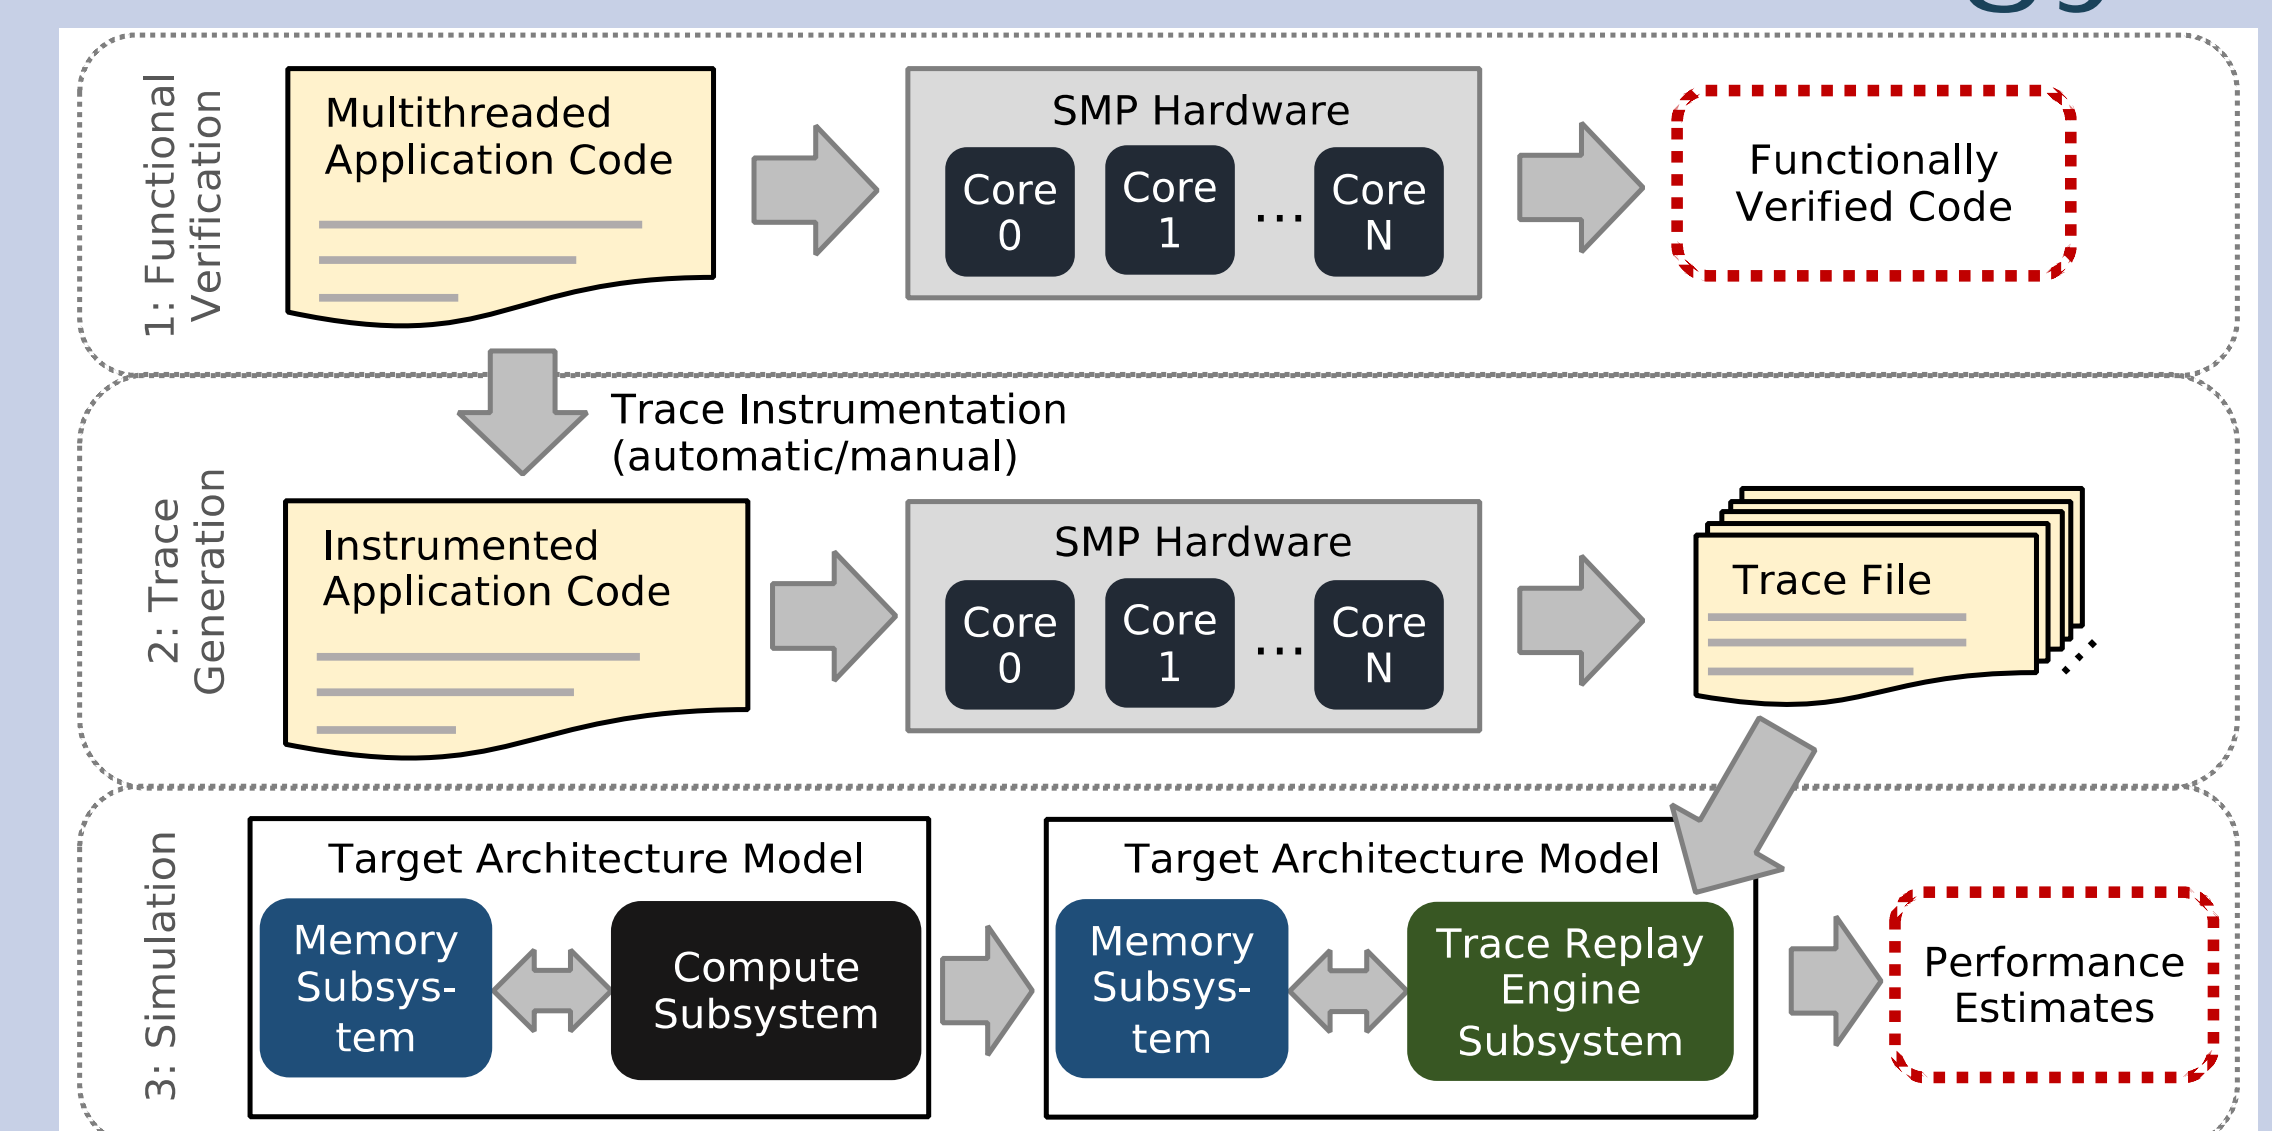 1: Functional
Verification
Multithreaded
Application Code
SMP Hardware
Core
0
Core
1
...
Core
N
Functionally
Verified Code
Trace Instrumentation
(automatic/manual)
2: Trace
Generation
Instrumented
Application Code
SMP Hardware
Core
0
Core
1
...
Core
N
Trace File
3: Simulation
Target Architecture Model
Memory
Subsys-
tem
Compute
Subsystem
Target Architecture Model
Memory
Subsys-
tem
Trace Replay
Engine
Subsystem
Performance
Estimates